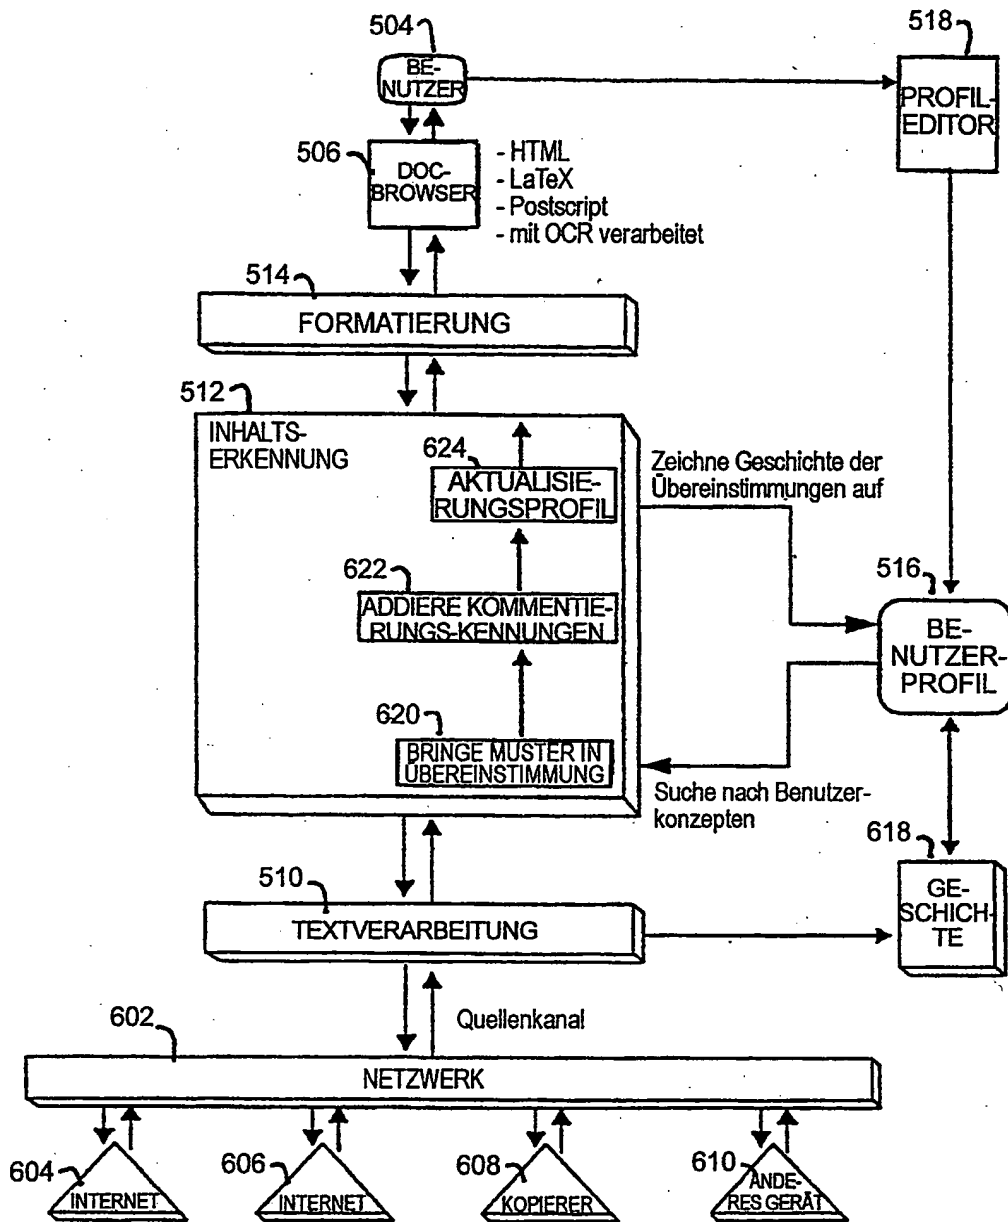 504
BE-
NUTZER
518
PROFIL-
EDITOR
506
DOC-
BROWSER
- HTML
- LaTeX
- Postscript
- mit OCR verarbeitet
514
FORMATIERUNG
512
INHALTS-
ERKENNUNG
624
AKTUALISIE-
RUNGSPROFIL
Zeichne Geschichte der
Übereinstimmungen auf
622
ADDIERE KOMMENTIE-
RUNGS-KENNUNGEN
516
BE-
NUTZER-
PROFIL
620
BRINGE MUSTER IN
ÜBEREINSTIMMUNG
Suche nach Benutzer-
konzepten
618
GE-
SCHICH-
TE
510
TEXTVERARBEITUNG
Quellenkanal
602
NETZWERK
604
INTERNET
606
INTERNET
608
KOPIERER
610
ANDE-
RES GERÄT